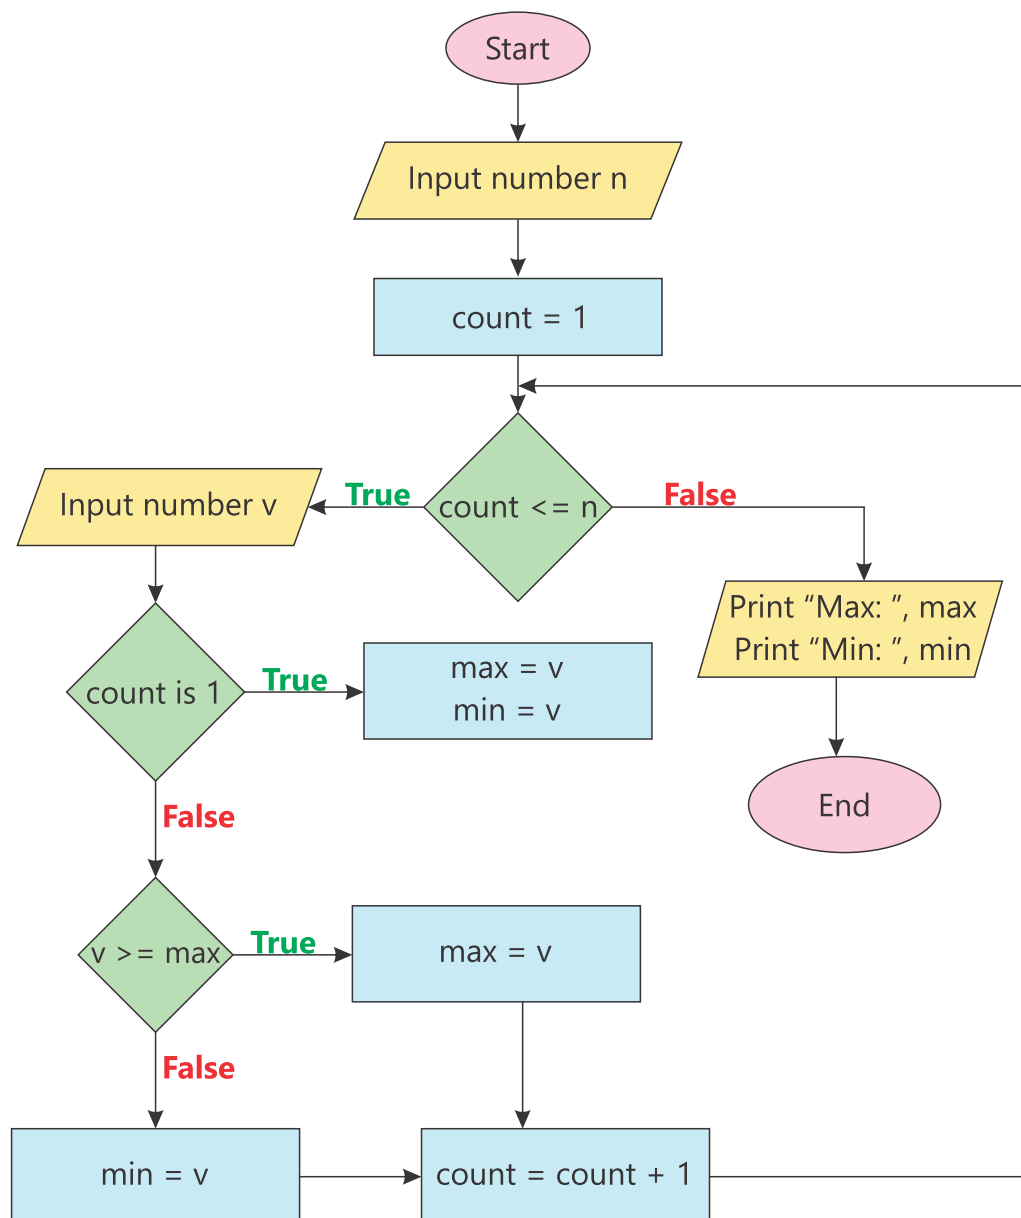 Start
Input number n
count = 1
count <= n
True
False
Input number v
Print “Max: ”, max
Print “Min: ”, min
End
count is 1
True
max = v
min = v
False
v >= max
True
max = v
False
min = v
count = count + 1